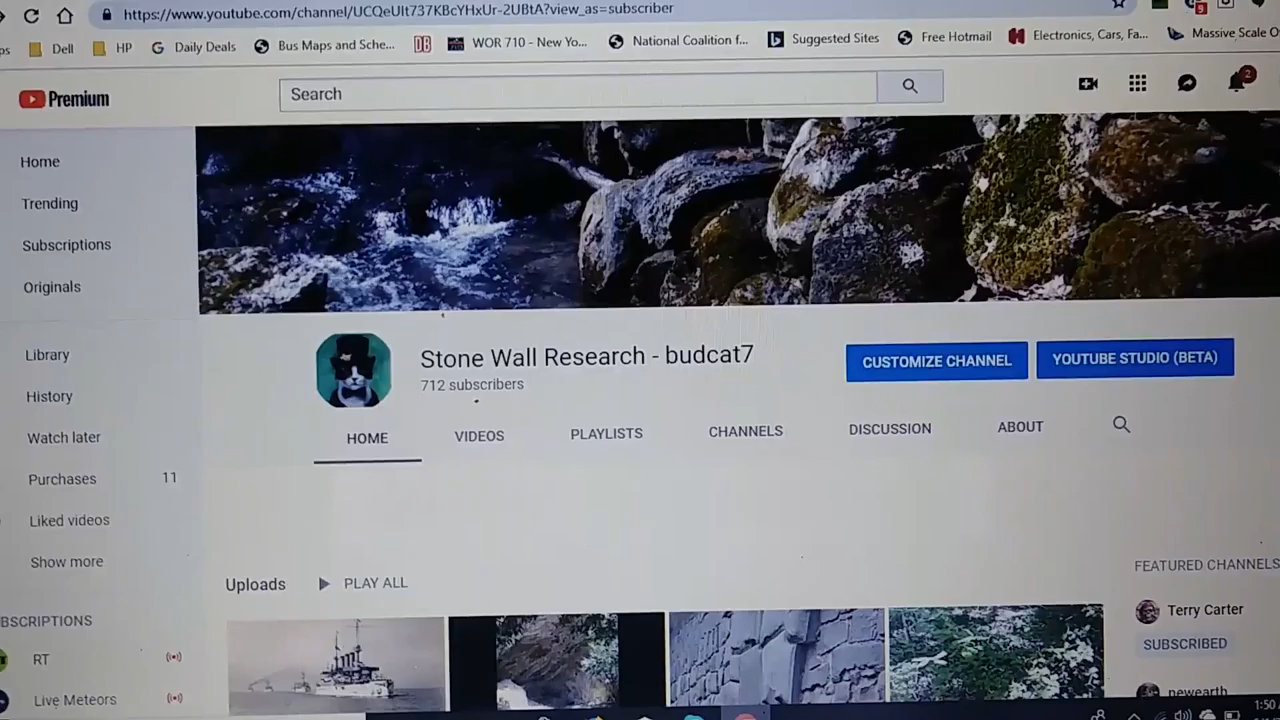 https://www.youtube.com/channel/UCQeUIt737KBcYHxUr-2UBtA?view_as=subscriber
Dell HP Daily Deals Bus Maps and Sche... WOR 710 - New Yo... National Coalition f... Suggested Sites Free Hotmail Electronics, Cars, Fa... Massive Scale O
Premium
Search
2
9
Home
Trending
Subscriptions
Originals
Library
History
Watch later
Purchases 11
Liked videos
Show more
BSCRIPTIONS
RT
Live Meteors
Stone Wall Research - budcat7
712 subscribers
CUSTOMIZE CHANNEL
YOUTUBE STUDIO (BETA)
HOME VIDEOS PLAYLISTS CHANNELS DISCUSSION ABOUT
Uploads PLAY ALL
FEATURED CHANNELS
Terry Carter
SUBSCRIBED
newearth
1:50